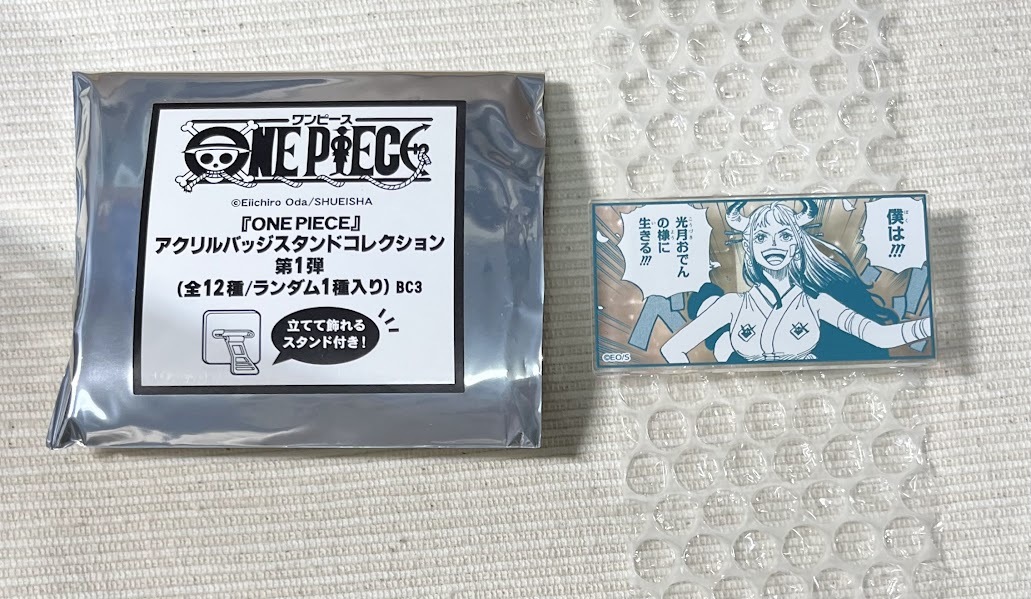 ワンピース
ONE PIECE
©Eiichiro Oda/SHUEISHA
『ONE PIECE』
アクリルバッジスタンドコレクション
第1弾
(全12種/ランダム1種入り) BC3
立てて飾れる
スタンド付き!
僕は!!!
光月おでん
の様に
生きる!!!
©EO/S